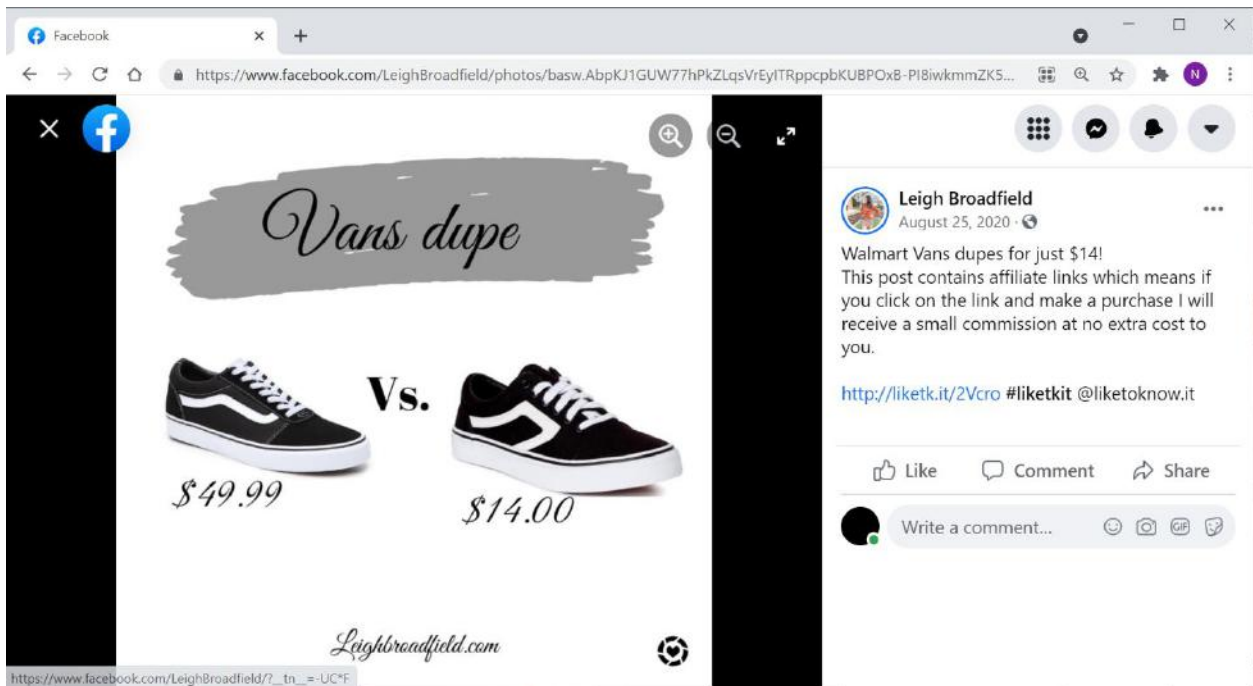 Facebook
https://www.facebook.com/LeighBroadfield/photos/basw.AbpKJ1GUW77hPkZLqsVrEyITRppcpbKUBPOxB-PI8iwkmmZK5...
N
Vans dupe
Vs.
$49.99
$14.00
Leighbroadfield.com
Leigh Broadfield
August 25, 2020 ·
Walmart Vans dupes for just $14!
This post contains affiliate links which means if
you click on the link and make a purchase I will
receive a small commission at no extra cost to
you.
http://liketk.it/2Vcro #liketkit @liketoknow.it
Like Comment Share
Write a comment...
GIF
https://www.facebook.com/LeighBroadfield/?__tn__=-UC*F